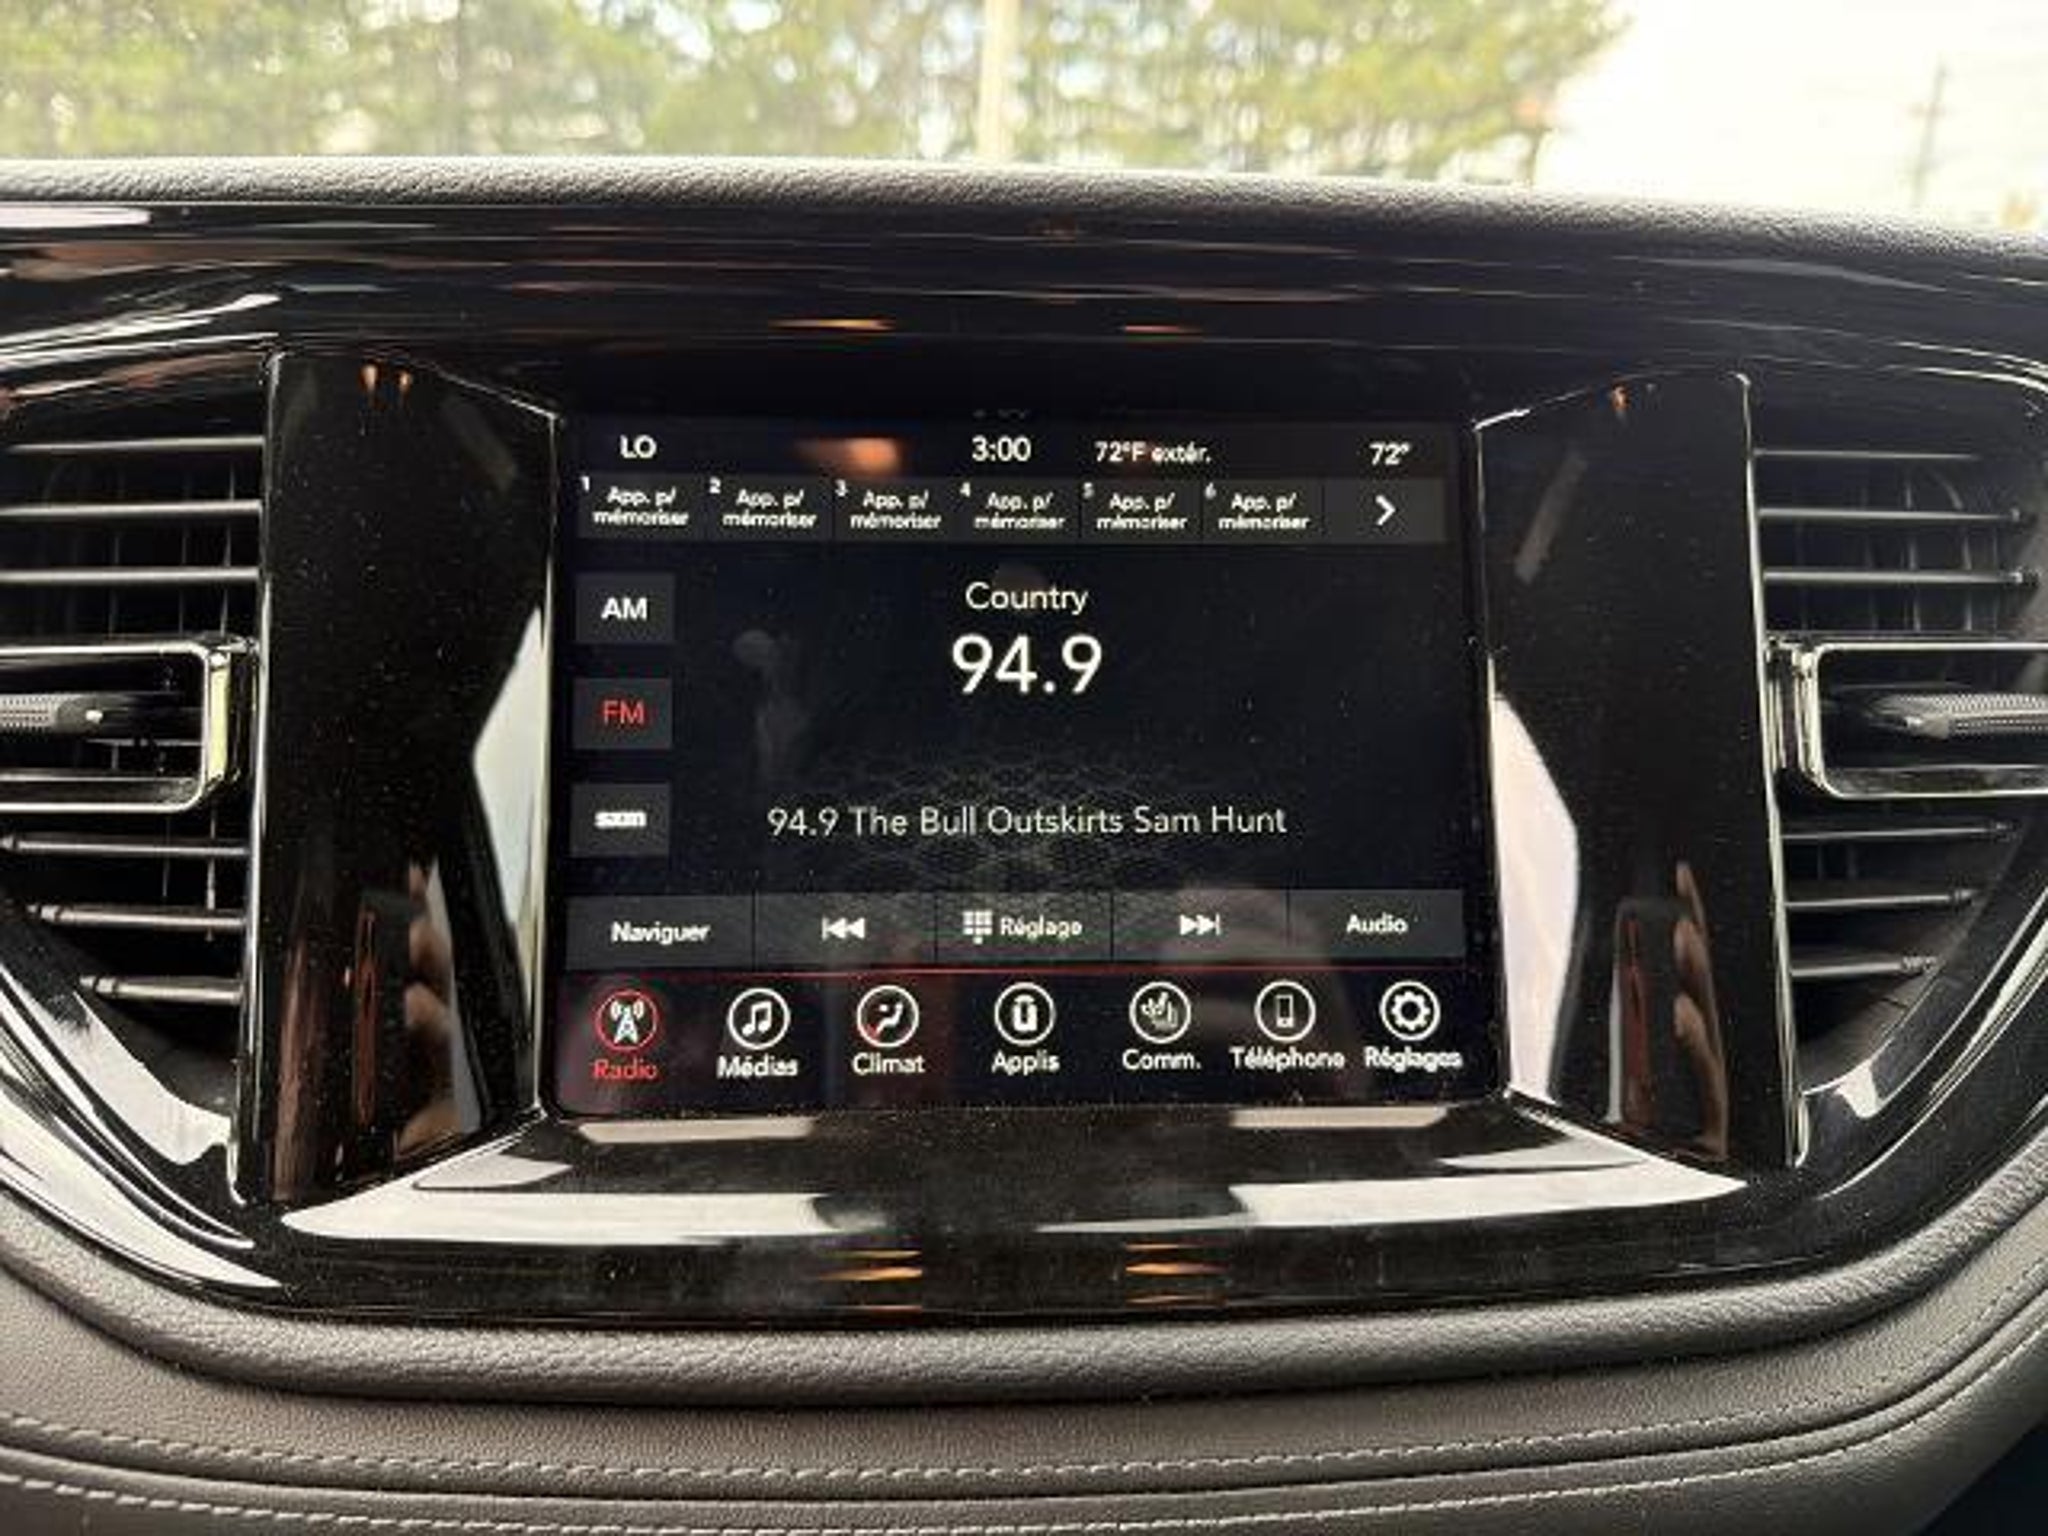 LO 3:00 72°F extér. 72°
1 App. p/ 2 App. p/ 3 App. p/ 4 App. p/ 5 App. p/ 6 App. p/
mémoriser mémoriser mémoriser mémoriser mémoriser mémoriser
Country
AM
94.9
FM
sxm
94.9 The Bull Outskirts Sam Hunt
Naviguer Réglage Audio
Radio Médias Climat Applis Comm. Téléphone Réglages